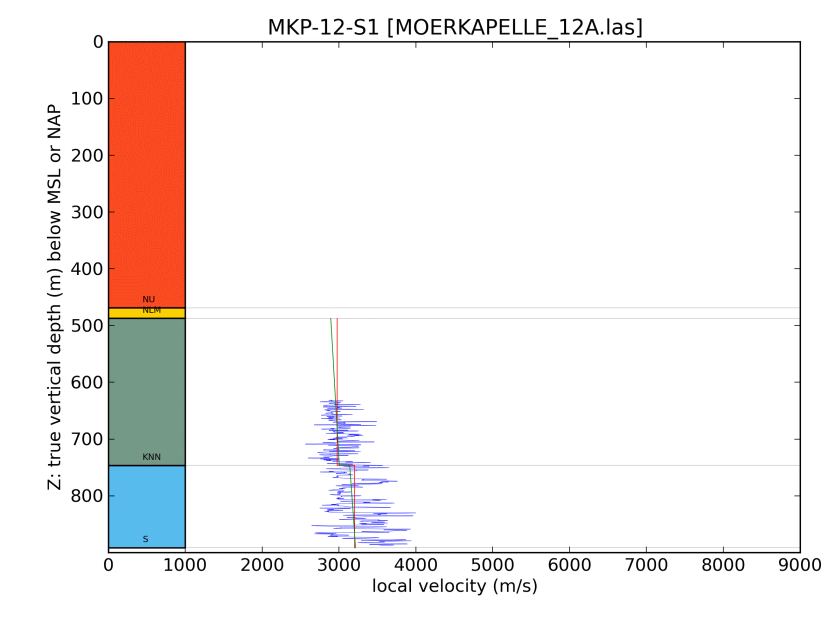 MKP-12-S1 [MOERKAPELLE_12A.las]
Z: true vertical depth (m) below MSL or NAP
0
100
200
300
400
500
600
700
800
NU
NLM
KNN
S
0 1000 2000 3000 4000 5000 6000 7000 8000 9000
local velocity (m/s)